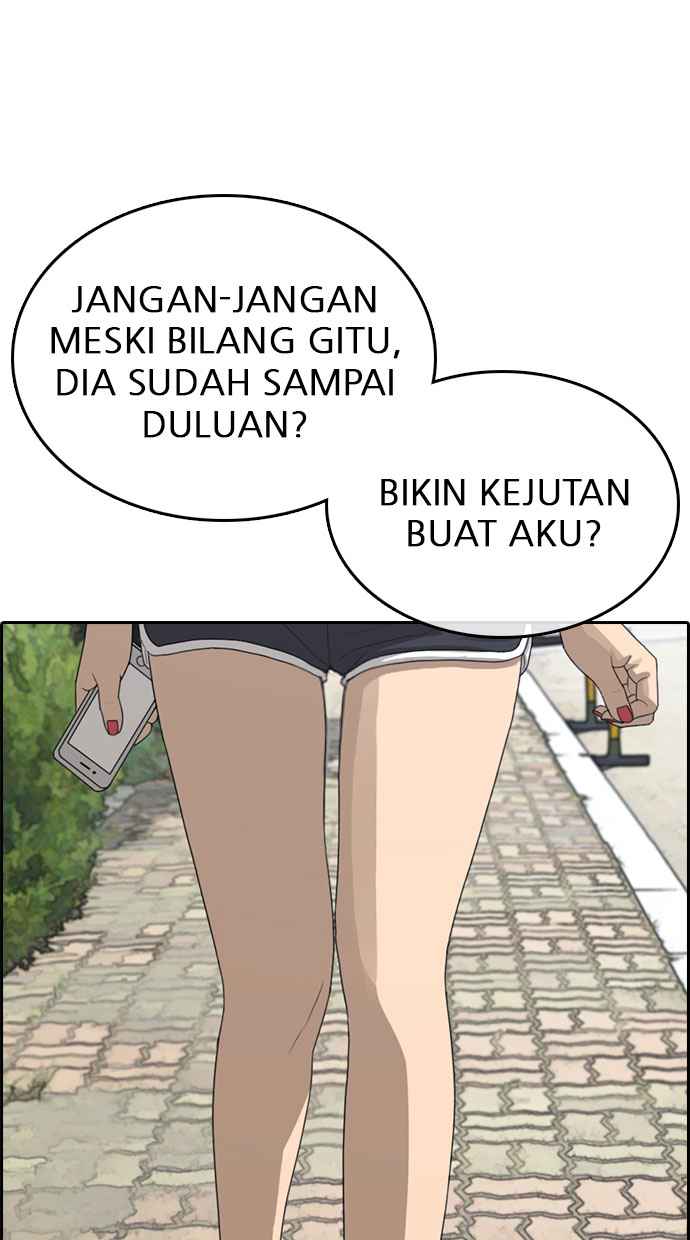 JANGAN-JANGAN
MESKI BILANG GITU,
DIA SUDAH SAMPAI
DULUAN?
BIKIN KEJUTAN
BUAT AKU?